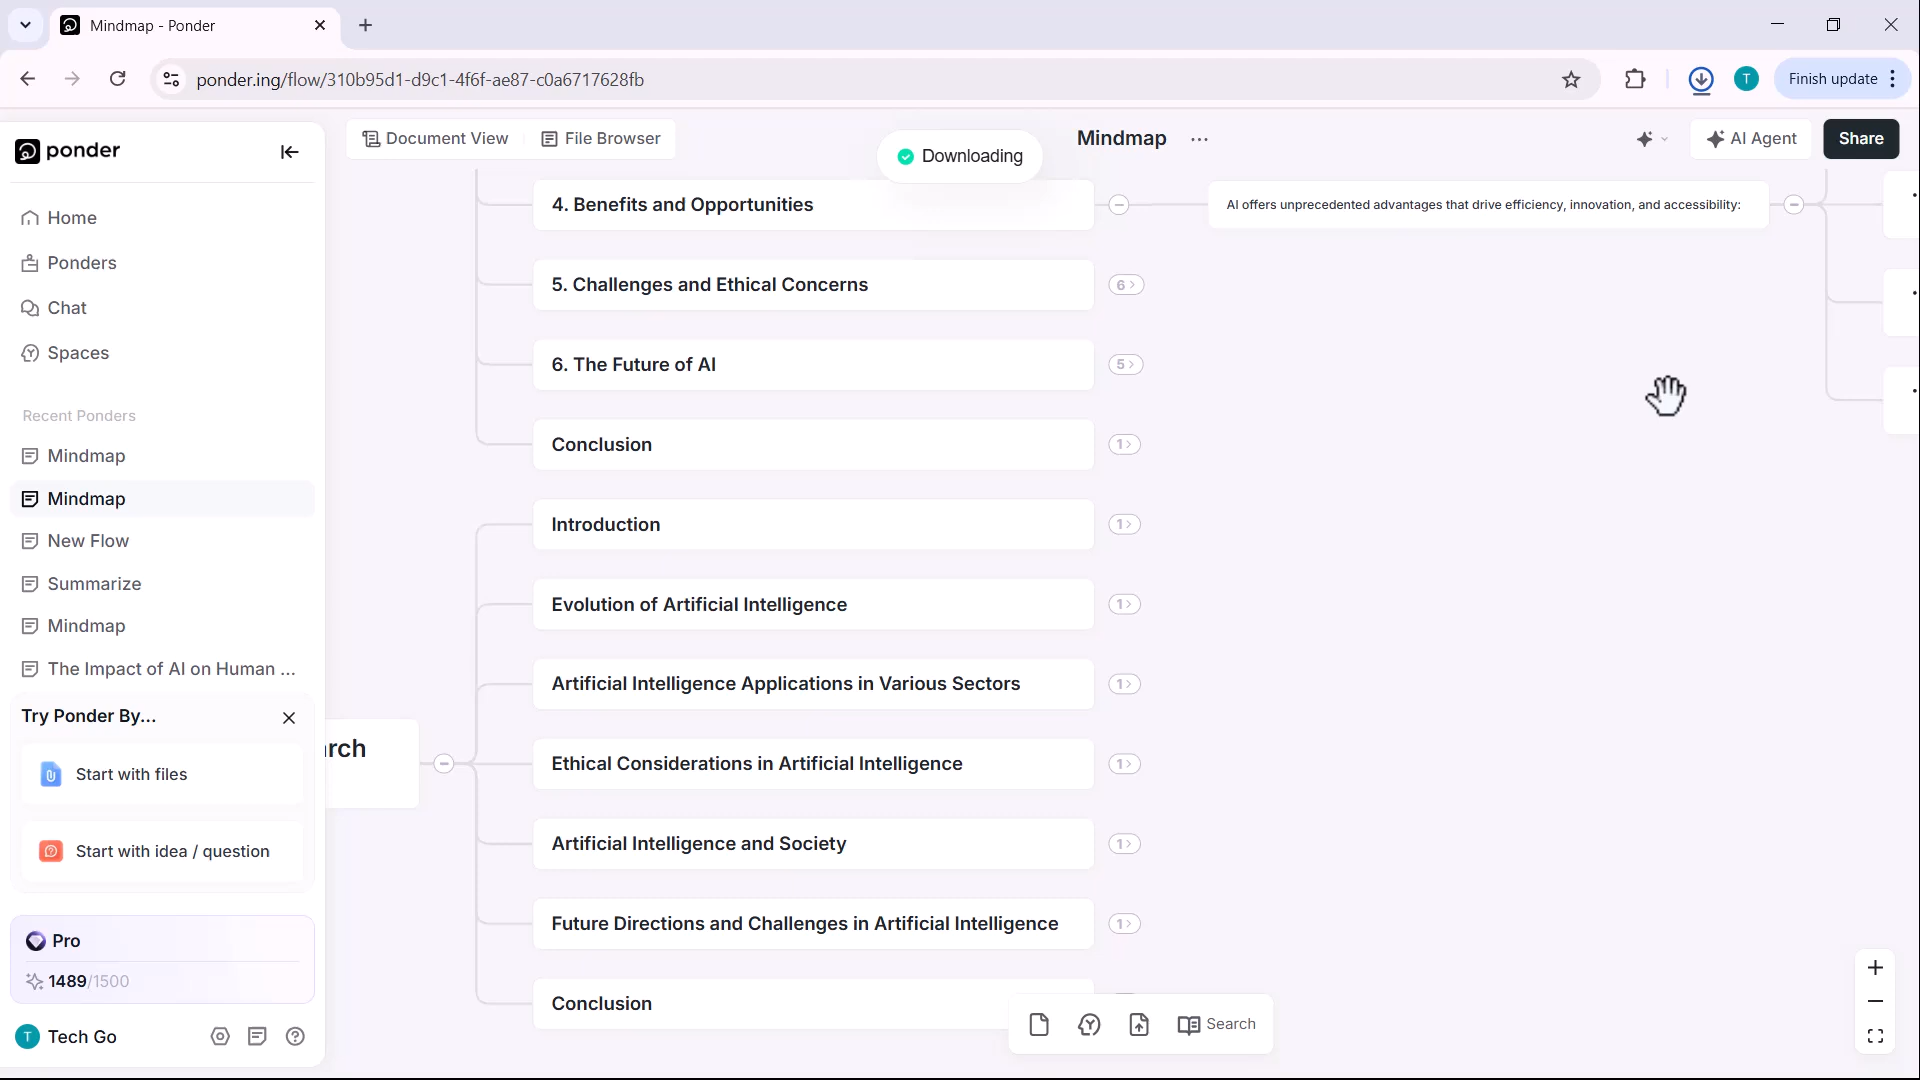 Mindmap - Ponder
ponder.ing/flow/310b95d1-d9c1-4f6f-ae87-c0a6717628fb
T
Finish update
ponder
Document View
File Browser
Downloading
Mindmap
AI Agent
Share
Home
Ponders
Chat
Spaces
Recent Ponders
Mindmap
Mindmap
New Flow
Summarize
Mindmap
The Impact of AI on Human ...
Try Ponder By...
Start with files
Start with idea / question
Pro
1489/1500
T
Tech Go
4. Benefits and Opportunities
AI offers unprecedented advantages that drive efficiency, innovation, and accessibility:
5. Challenges and Ethical Concerns
6
6. The Future of AI
5
Conclusion
1
Introduction
1
Evolution of Artificial Intelligence
1
Artificial Intelligence Applications in Various Sectors
1
rch
Ethical Considerations in Artificial Intelligence
1
Artificial Intelligence and Society
1
Future Directions and Challenges in Artificial Intelligence
1
Conclusion
Search